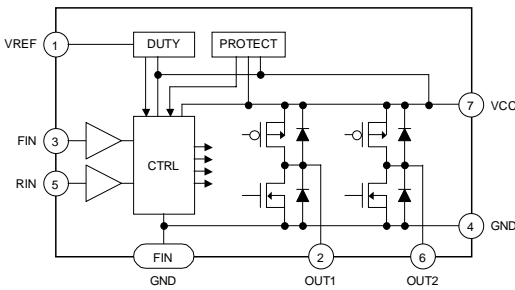 VREF 1 DUTY PROTECT
7 VCC
FIN 3
CTRL
RIN 5
4 GND
FIN 2 6
GND OUT1 OUT2